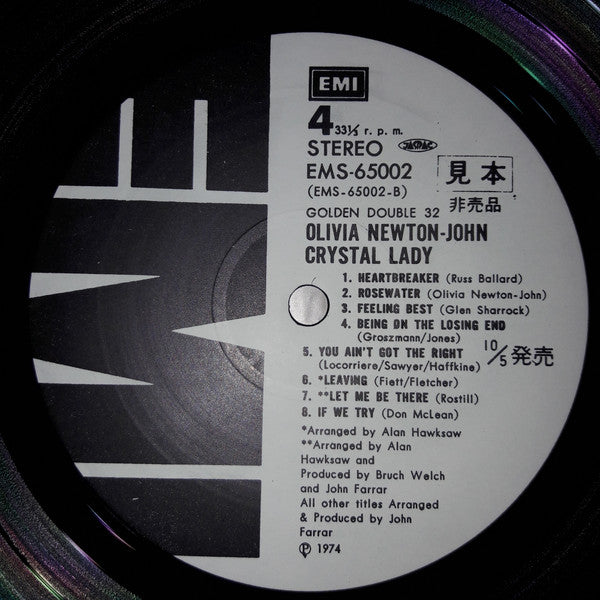 EMI
4 33⅓ r. p. m.
STEREO JASRAC
EMS-65002
(EMS-65002-B)
見本
非売品
GOLDEN DOUBLE 32
OLIVIA NEWTON-JOHN
CRYSTAL LADY
1. HEARTBREAKER (Russ Ballard)
2. ROSEWATER (Olivia Newton-John)
3. FEELING BEST (Glen Sharrock)
4. BEING ON THE LOSING END
(Groszmann/Jones)
10/5 発売
5. YOU AIN'T GOT THE RIGHT
(Locorriere/Sawyer/Haffkine)
6. *LEAVING (Fiett/Fletcher)
7. **LET ME BE THERE (Rostill)
8. IF WE TRY (Don McLean)
*Arranged by Alan Hawksaw
**Arranged by Alan
Hawksaw and
Produced by Bruch Welch
and John Farrar
All other titles Arranged
& Produced by John
Farrar
Ⓟ 1974
EMI